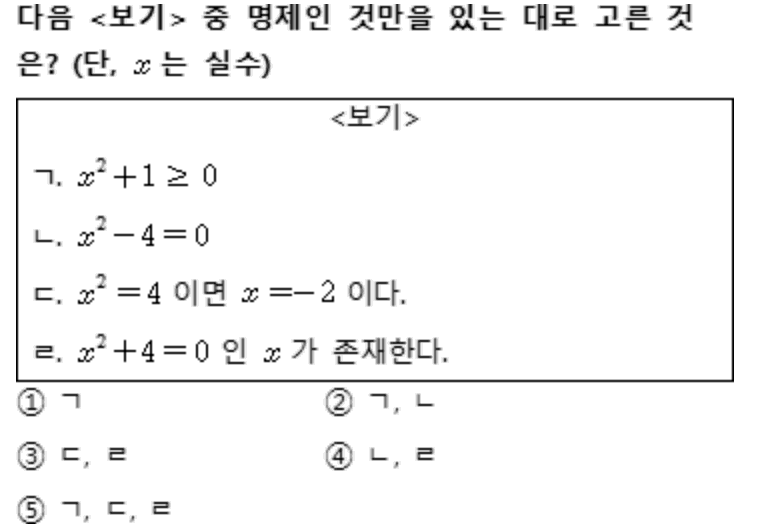 다음 <보기> 중 명제인 것만을 있는 대로 고른 것
은? (단, x 는 실수)
<보기>
ㄱ. x² + 1 ≥ 0
ㄴ. x² − 4 = 0
ㄷ. x² = 4 이면 x = − 2 이다.
ㄹ. x² + 4 = 0 인 x 가 존재한다.
① ㄱ ② ㄱ, ㄴ
③ ㄷ, ㄹ ④ ㄴ, ㄹ
⑤ ㄱ, ㄷ, ㄹ